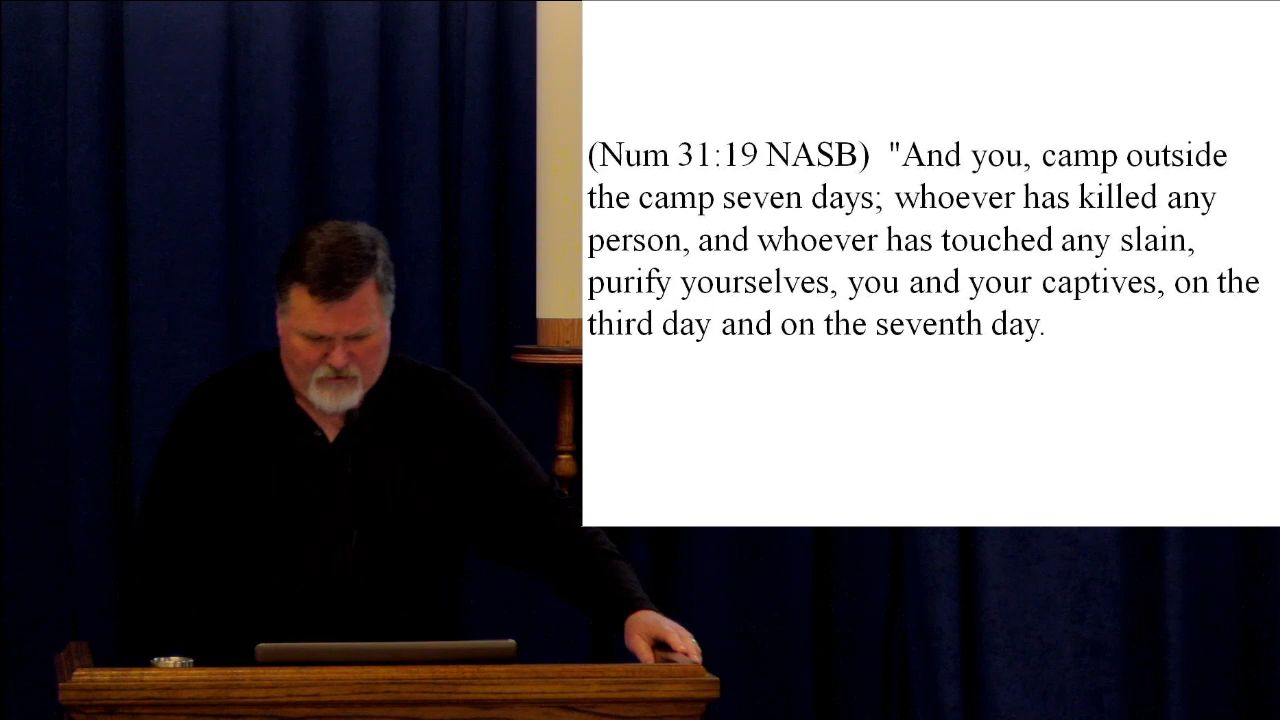 (Num 31:19 NASB)  "And you, camp outside
the camp seven days; whoever has killed any
person, and whoever has touched any slain,
purify yourselves, you and your captives, on the
third day and on the seventh day.